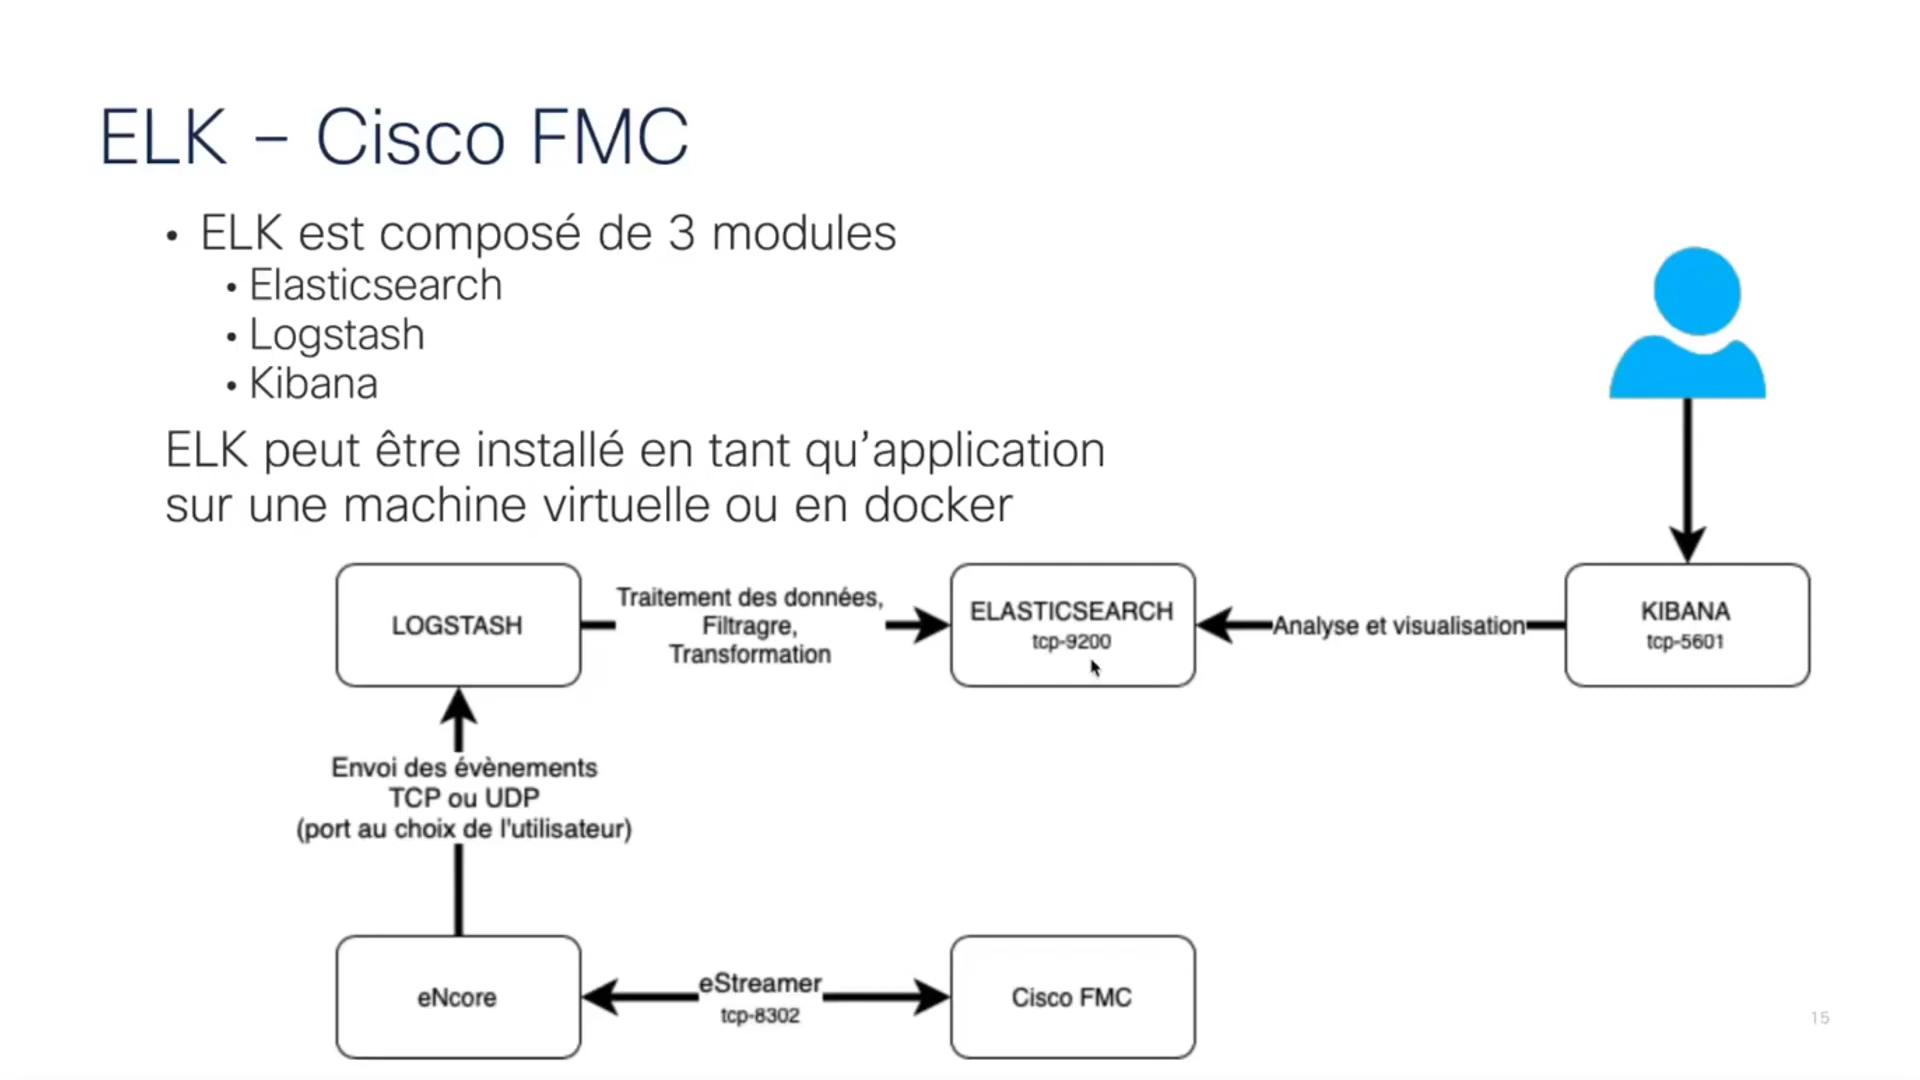 ELK – Cisco FMC
• ELK est composé de 3 modules
• Elasticsearch
• Logstash
• Kibana
ELK peut être installé en tant qu’application
sur une machine virtuelle ou en docker
LOGSTASH
Traitement des données,
Filtragre,
Transformation
ELASTICSEARCH
tcp-9200
Analyse et visualisation
KIBANA
tcp-5601
Envoi des évènements
TCP ou UDP
(port au choix de l'utilisateur)
eNcore
eStreamer
tcp-8302
Cisco FMC
15